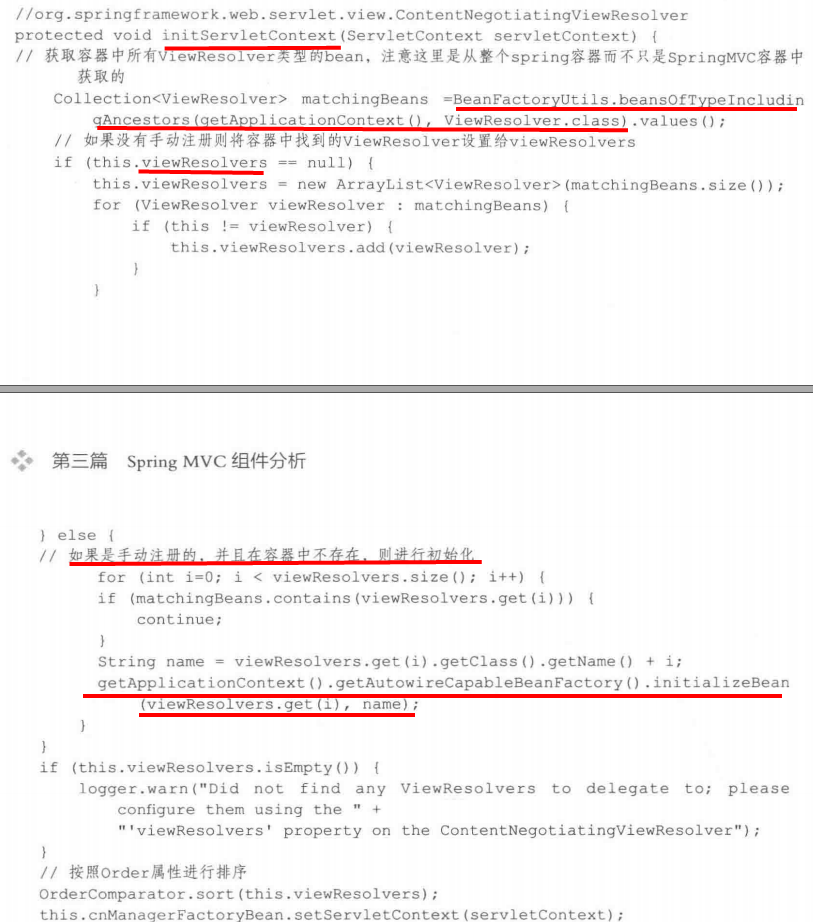 //org.springframework.web.servlet.view.ContentNegotiatingViewResolver
protected void initServletContext(ServletContext servletContext) {
// 获取容器中所有ViewResolver类型的bean，注意这里是从整个spring容器而不只是SpringMVC容器中
获取的
Collection<ViewResolver> matchingBeans =BeanFactoryUtils.beansOfTypeIncludin
gAncestors(getApplicationContext(), ViewResolver.class).values();
// 如果没有手动注册则将容器中找到的ViewResolver设置给viewResolvers
if (this.viewResolvers == null) {
this.viewResolvers = new ArrayList<ViewResolver>(matchingBeans.size());
for (ViewResolver viewResolver : matchingBeans) {
if (this != viewResolver) {
this.viewResolvers.add(viewResolver);
}
}
第三篇 Spring MVC 组件分析
} else {
// 如果是手动注册的，并且在容器中不存在，则进行初始化
for (int i=0; i < viewResolvers.size(); i++) {
if (matchingBeans.contains(viewResolvers.get(i))) {
continue;
}
String name = viewResolvers.get(i).getClass().getName() + i;
getApplicationContext().getAutowireCapableBeanFactory().initializeBean
(viewResolvers.get(i), name);
}
}
if (this.viewResolvers.isEmpty()) {
logger.warn("Did not find any ViewResolvers to delegate to; please
configure them using the " +
"'viewResolvers' property on the ContentNegotiatingViewResolver");
}
// 按照Order属性进行排序
OrderComparator.sort(this.viewResolvers);
this.cnManagerFactoryBean.setServletContext(servletContext);